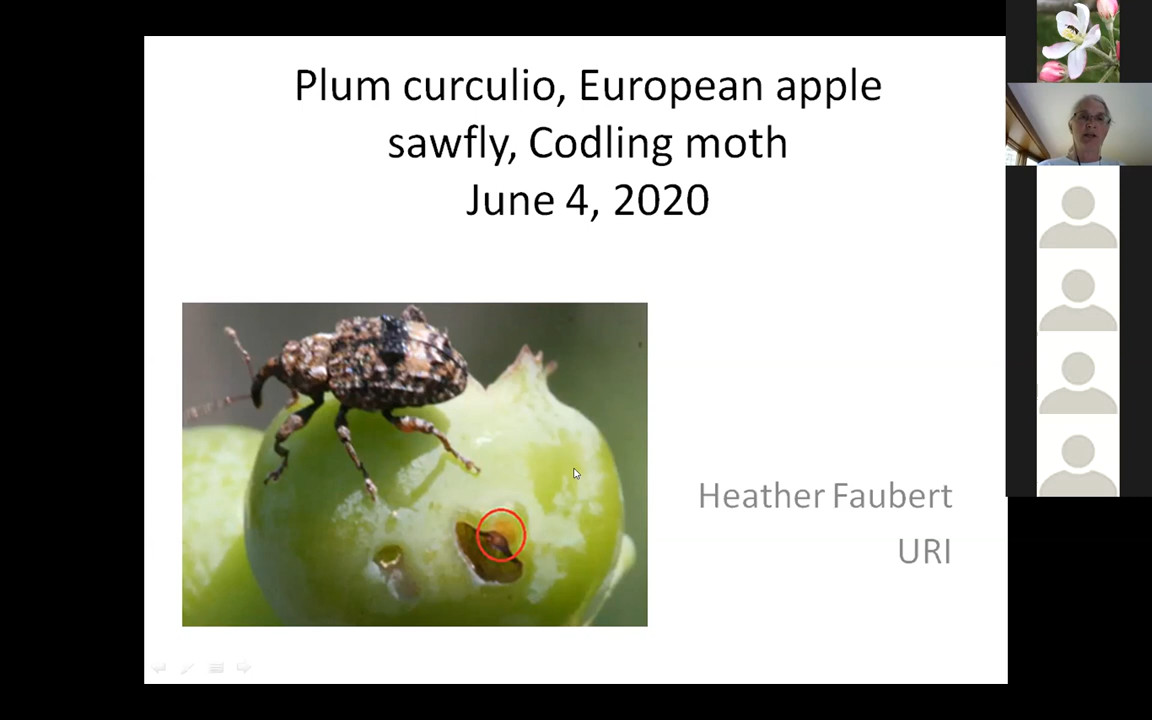 Plum curculio, European apple
sawfly, Codling moth
June 4, 2020
Heather Faubert
URI